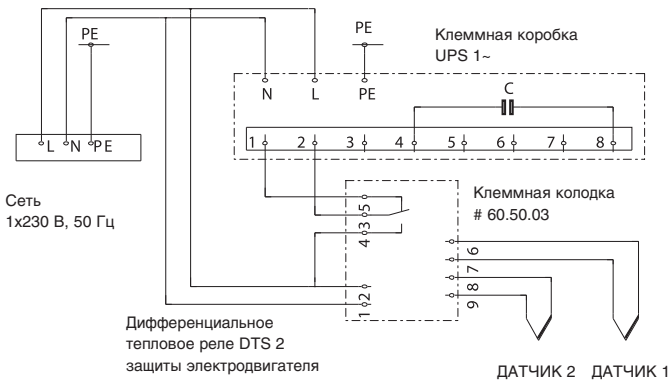 PE
PE
Клеммная коробка
UPS 1~
N
L
PE
C
L N PE
1 2 3 4 5 6 7 8
Сеть
1x230 В, 50 Гц
Клеммная колодка
# 60.50.03
5
3
4
6
7
8
9
2
1
Дифференциальное
тепловое реле DTS 2
защиты электродвигателя
ДАТЧИК 2 ДАТЧИК 1